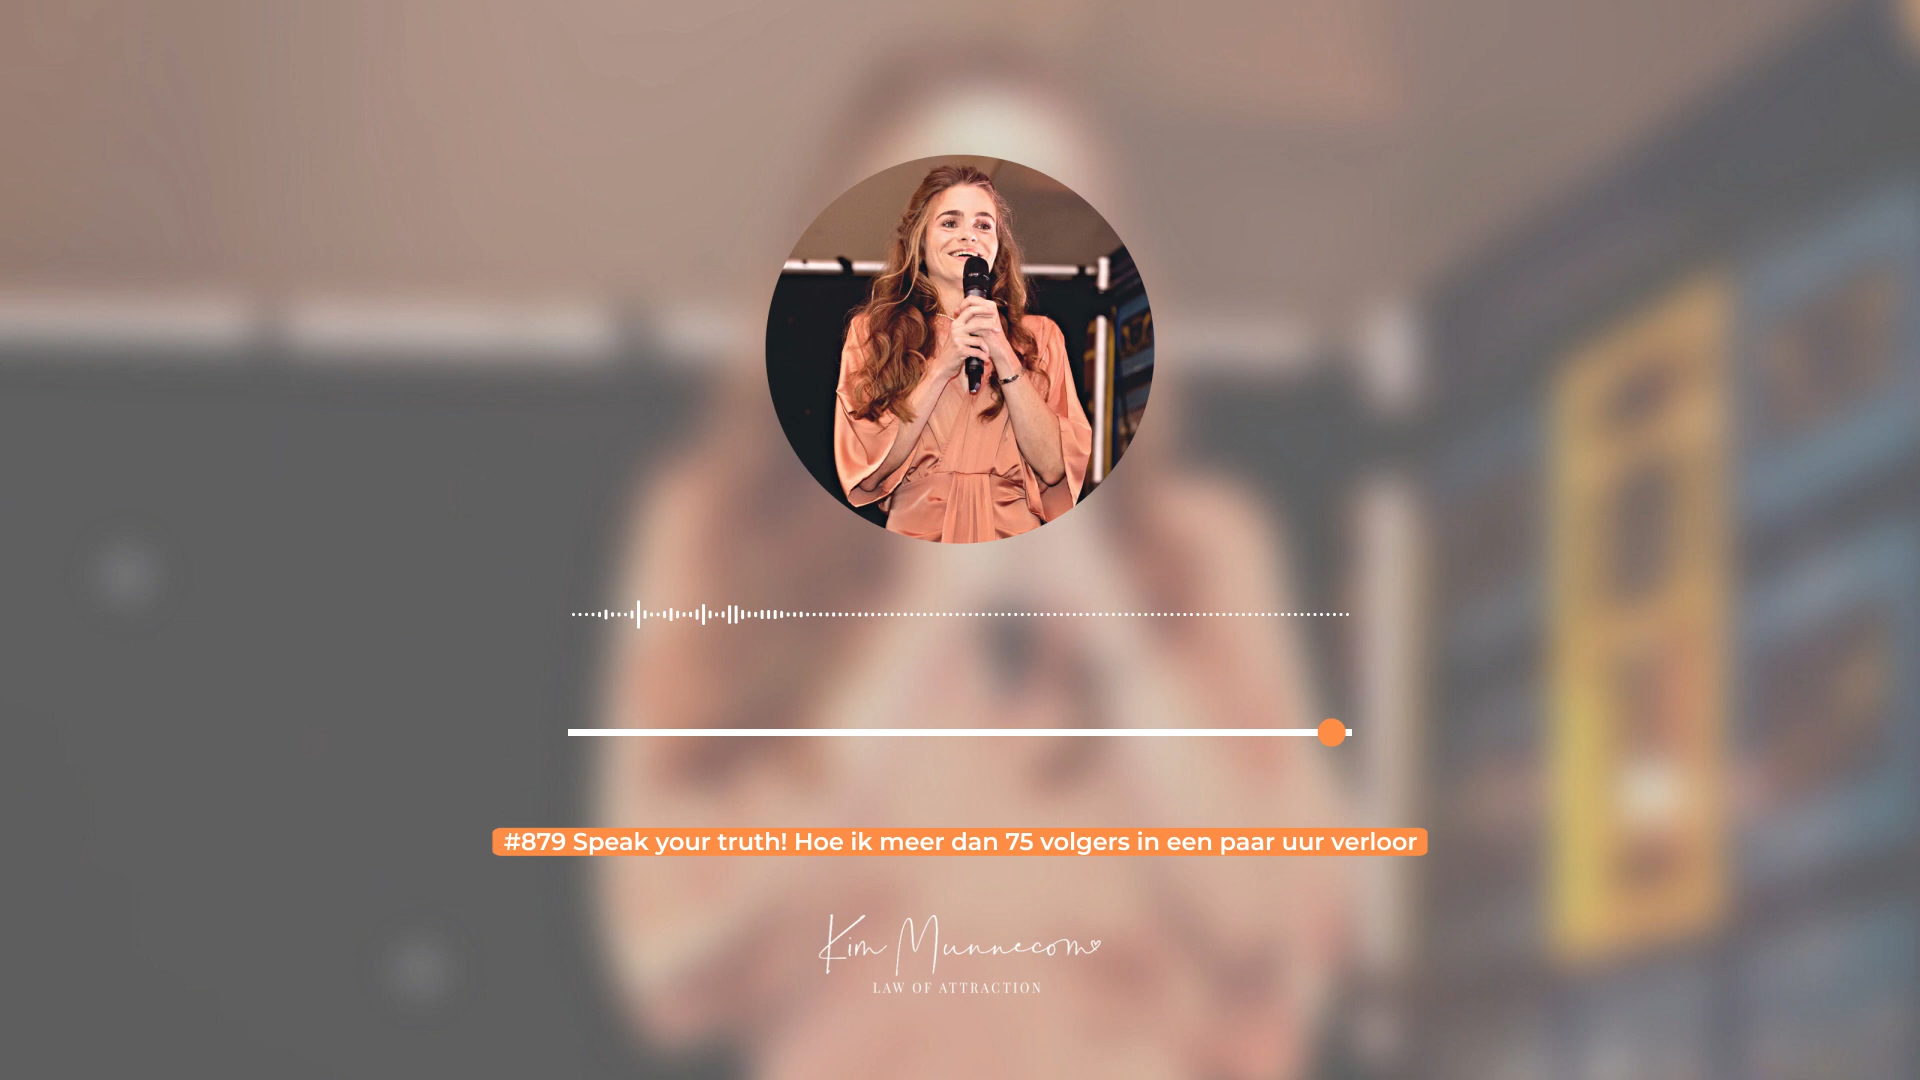 #879 Speak your truth! Hoe ik meer dan 75 volgers in een paar uur verloor
Kim Munnecom
LAW OF ATTRACTION